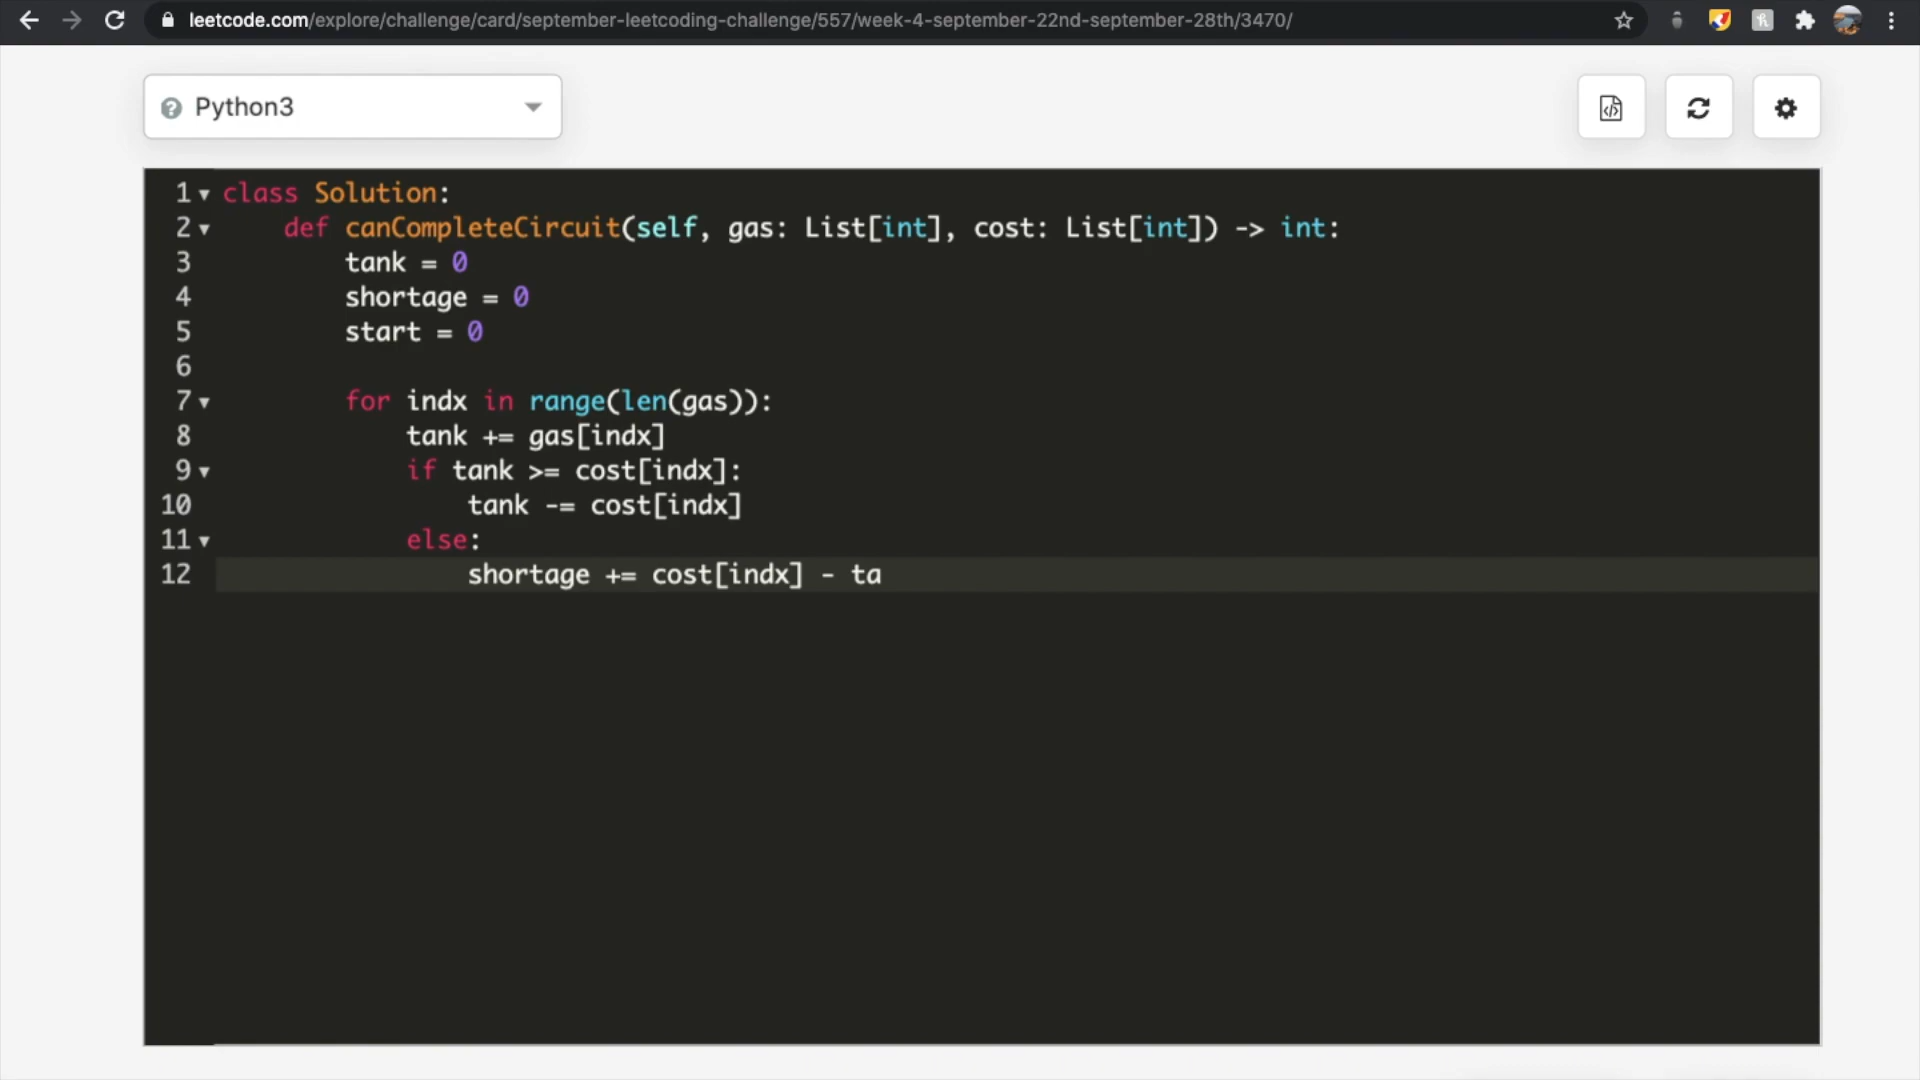 leetcode.com/explore/challenge/card/september-leetcoding-challenge/557/week-4-september-22nd-september-28th/3470/
Python3
1 class Solution:
2     def canCompleteCircuit(self, gas: List[int], cost: List[int]) -> int:
3         tank = 0
4         shortage = 0
5         start = 0
6
7         for indx in range(len(gas)):
8             tank += gas[indx]
9             if tank >= cost[indx]:
10                 tank -= cost[indx]
11             else:
12                 shortage += cost[indx] - ta